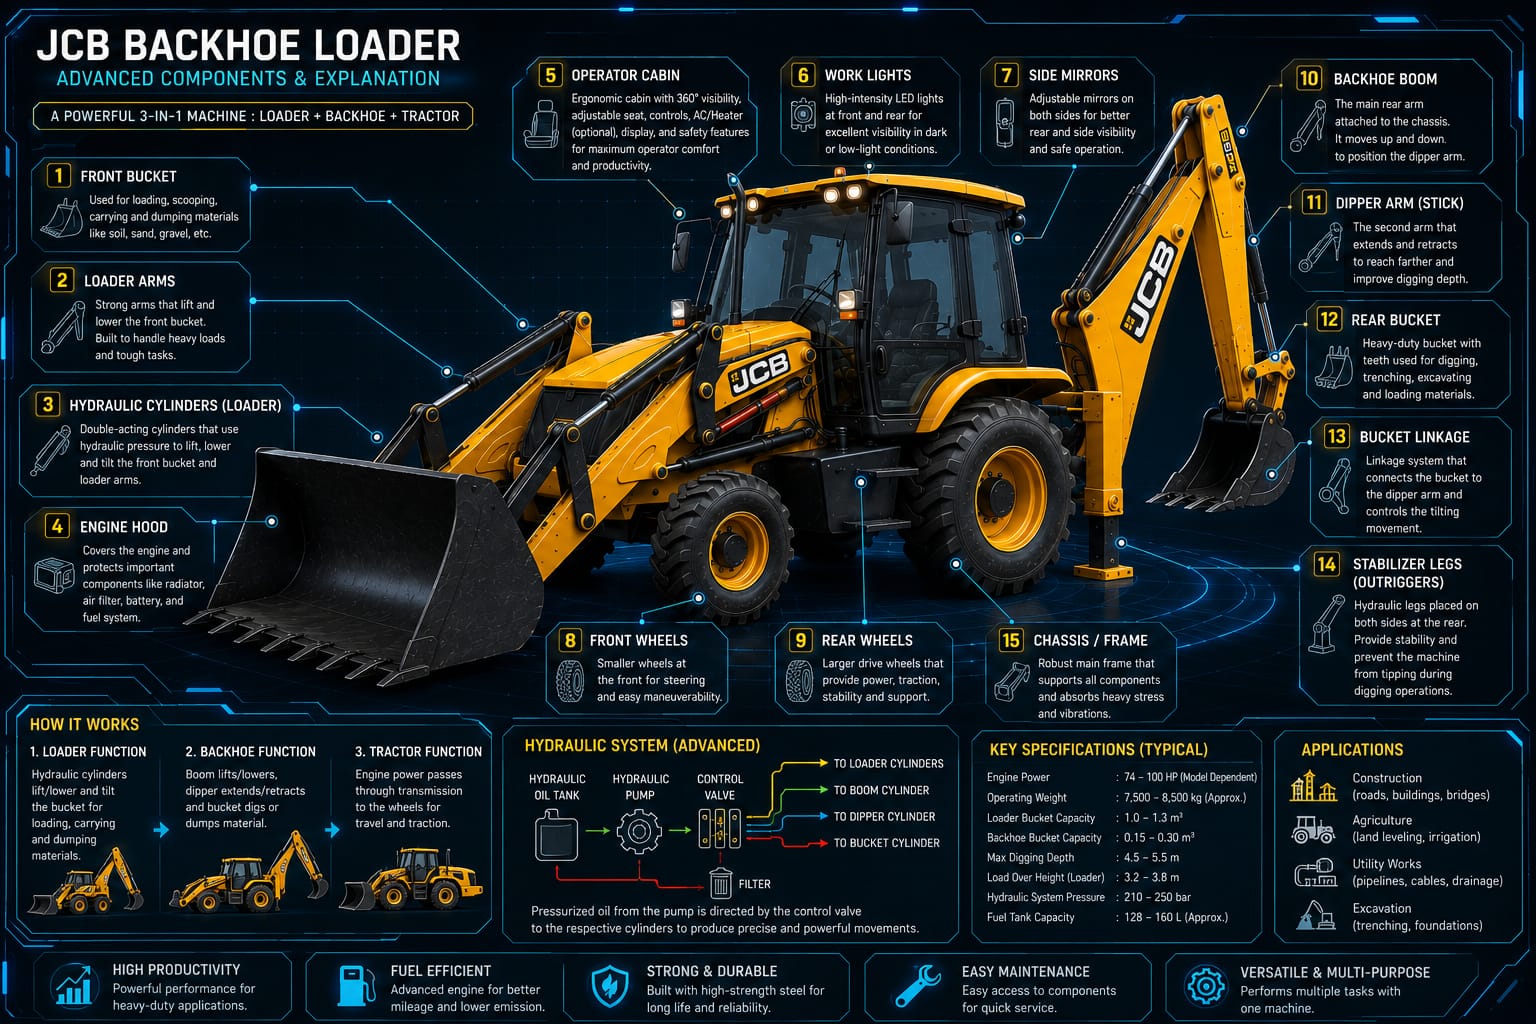 JCB BACKHOE LOADER
ADVANCED COMPONENTS & EXPLANATION
A POWERFUL 3-IN-1 MACHINE : LOADER + BACKHOE + TRACTOR
1 FRONT BUCKET
Used for loading, scooping,
carrying and dumping materials
like soil, sand, gravel, etc.
2 LOADER ARMS
Strong arms that lift and
lower the front bucket.
Built to handle heavy loads
and tough tasks.
3 HYDRAULIC CYLINDERS (LOADER)
Double-acting cylinders that use
hydraulic pressure to lift, lower
and tilt the front bucket and
loader arms.
4 ENGINE HOOD
Covers the engine and
protects important
components like radiator,
air filter, battery, and
fuel system.
5 OPERATOR CABIN
Ergonomic cabin with 360° visibility,
adjustable seat, controls, AC/Heater
(optional), display, and safety features
for maximum operator comfort
and productivity.
6 WORK LIGHTS
High-intensity LED lights
at front and rear for
excellent visibility in dark
or low-light conditions.
7 SIDE MIRRORS
Adjustable mirrors on
both sides for better
rear and side visibility
and safe operation.
10 BACKHOE BOOM
The main rear arm
attached to the chassis.
It moves up and down.
to position the dipper arm.
11 DIPPER ARM (STICK)
The second arm that
extends and retracts
to reach farther and
improve digging depth.
12 REAR BUCKET
Heavy-duty bucket with
teeth used for digging,
trenching, excavating
and loading materials.
13 BUCKET LINKAGE
Linkage system that
connects the bucket to
the dipper arm and
controls the tilting
movement.
14 STABILIZER LEGS
(OUTRIGGERS)
Hydraulic legs placed on
both sides at the rear.
Provide stability and
prevent the machine
from tipping during
digging operations.
JCB
JCB
8 FRONT WHEELS
Smaller wheels at
the front for steering
and easy maneuverability.
9 REAR WHEELS
Larger drive wheels that
provide power, traction,
stability and support.
15 CHASSIS / FRAME
Robust main frame that
supports all components
and absorbs heavy stress
and vibrations.
HOW IT WORKS
1. LOADER FUNCTION
Hydraulic cylinders
lift/lower and tilt
the bucket for
loading, carrying
and dumping
materials.
2. BACKHOE FUNCTION
Boom lifts/lowers,
dipper extends/retracts
and bucket digs or
dumps material.
3. TRACTOR FUNCTION
Engine power passes
through transmission
to the wheels for
travel and traction.
HYDRAULIC SYSTEM (ADVANCED)
HYDRAULIC
OIL TANK
HYDRAULIC
PUMP
CONTROL
VALVE
TO LOADER CYLINDERS
TO BOOM CYLINDER
TO DIPPER CYLINDER
TO BUCKET CYLINDER
FILTER
Pressurized oil from the pump is directed by the control valve
to the respective cylinders to produce precise and powerful movements.
KEY SPECIFICATIONS (TYPICAL)
Engine Power : 74 – 100 HP (Model Dependent)
Operating Weight : 7,500 – 8,500 kg (Approx.)
Loader Bucket Capacity : 1.0 – 1.3 m³
Backhoe Bucket Capacity : 0.15 – 0.30 m³
Max Digging Depth : 4.5 – 5.5 m
Load Over Height (Loader) : 3.2 – 3.8 m
Hydraulic System Pressure : 210 – 250 bar
Fuel Tank Capacity : 128 – 160 L (Approx.)
APPLICATIONS
Construction
(roads, buildings, bridges)
Agriculture
(land leveling, irrigation)
Utility Works
(pipelines, cables, drainage)
Excavation
(trenching, foundations)
HIGH PRODUCTIVITY
Powerful performance for
heavy-duty applications.
FUEL EFFICIENT
Advanced engine for better
mileage and lower emission.
STRONG & DURABLE
Built with high-strength steel for
long life and reliability.
EASY MAINTENANCE
Easy access to components
for quick service.
VERSATILE & MULTI-PURPOSE
Performs multiple tasks with
one machine.